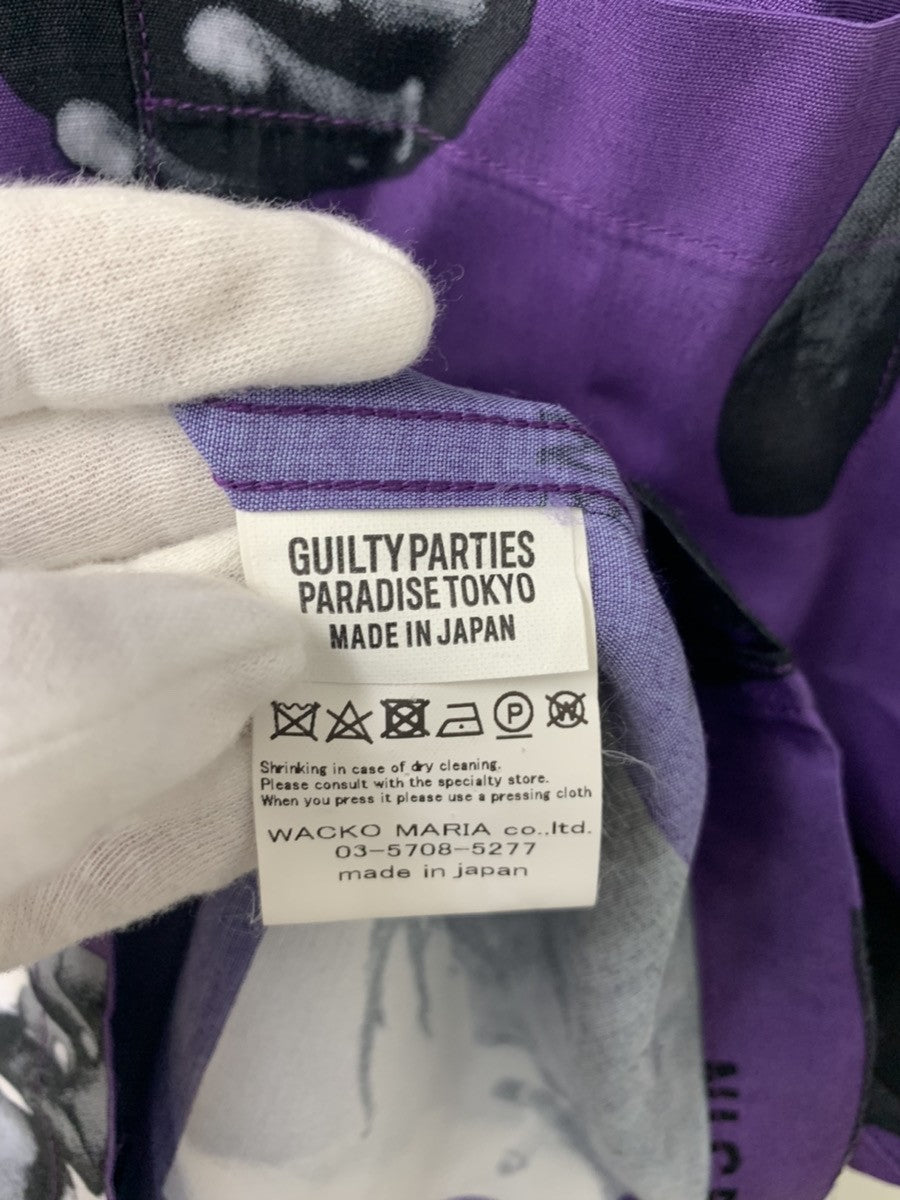 GUILTY PARTIES
PARADISE TOKYO
MADE IN JAPAN
P W
Shrinking in case of dry cleaning.
Please consult with the specialty store.
When you press it please use a pressing cloth
WACKO MARIA co.,ltd.
03-5708-5277
made in japan